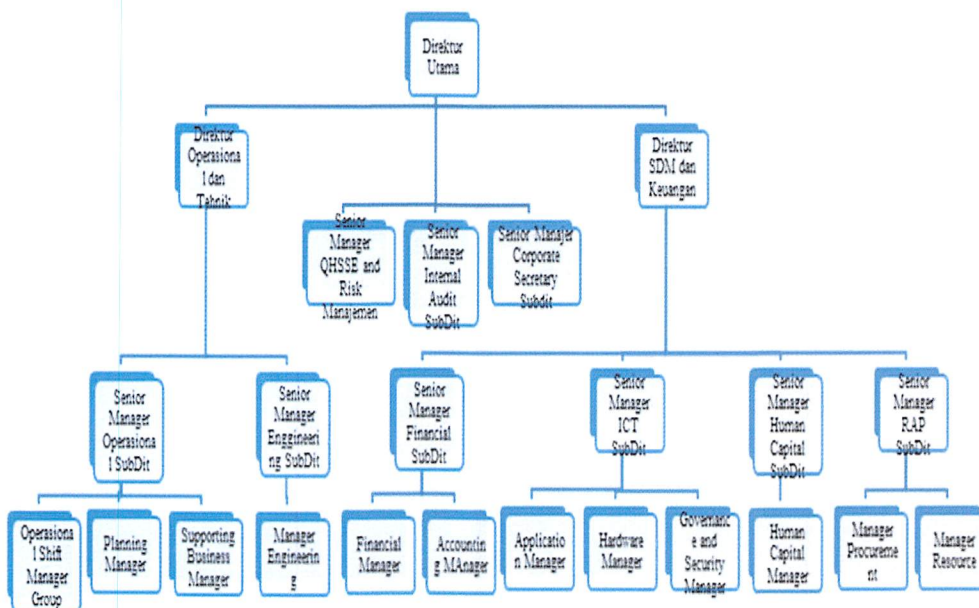 Direktur
Utama
Direktur
Operasiona
l dan
Tehnik
Direktur
SDM dan
Keuangan
Senior
Manager
QHSSE and
Risk
Manajemen
Senior
Manager
Internal
Audit
SubDit
Senior Manajer
Corporate
Secretary
Subdit
Senior
Manager
Operasiona
l SubDit
Senior
Manager
Enggineeri
ng SubDit
Senior
Manager
Financial
SubDit
Senior
Manager
ICT
SubDit
Senior
Manager
Human
Capital
SubDit
Senior
Manager
RAP
SubDit
Operasiona
l Shift
Manager
Group
Planning
Manager
Supporting
Business
Manager
Manager
Engineerin
g
Financial
Manager
Accountin
g MAnager
Applicatio
n Manager
Hardware
Manager
Governanc
e and
Security
Manager
Human
Capital
Manager
Manager
Procureme
nt
Manager
Resource